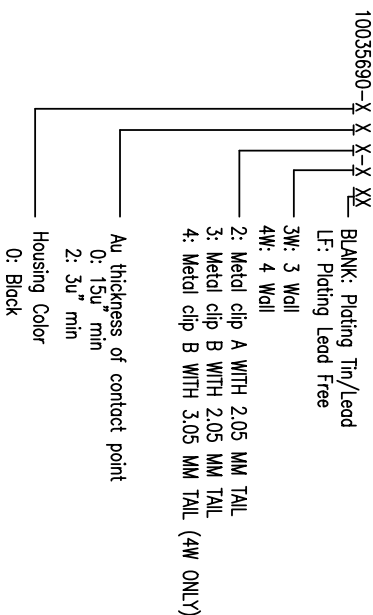 10035690-X X X-X XX
BLANK: Plating Tin/Lead
LF: Plating Lead Free
3W: 3 Wall
4W: 4 Wall
2: Metal clip A WITH 2.05 MM TAIL
3: Metal clip B WITH 2.05 MM TAIL
4: Metal clip B WITH 3.05 MM TAIL (4W ONLY)
Au thickness of contact point
0: 15u" min
2: 3u" min
Housing Color
0: Black